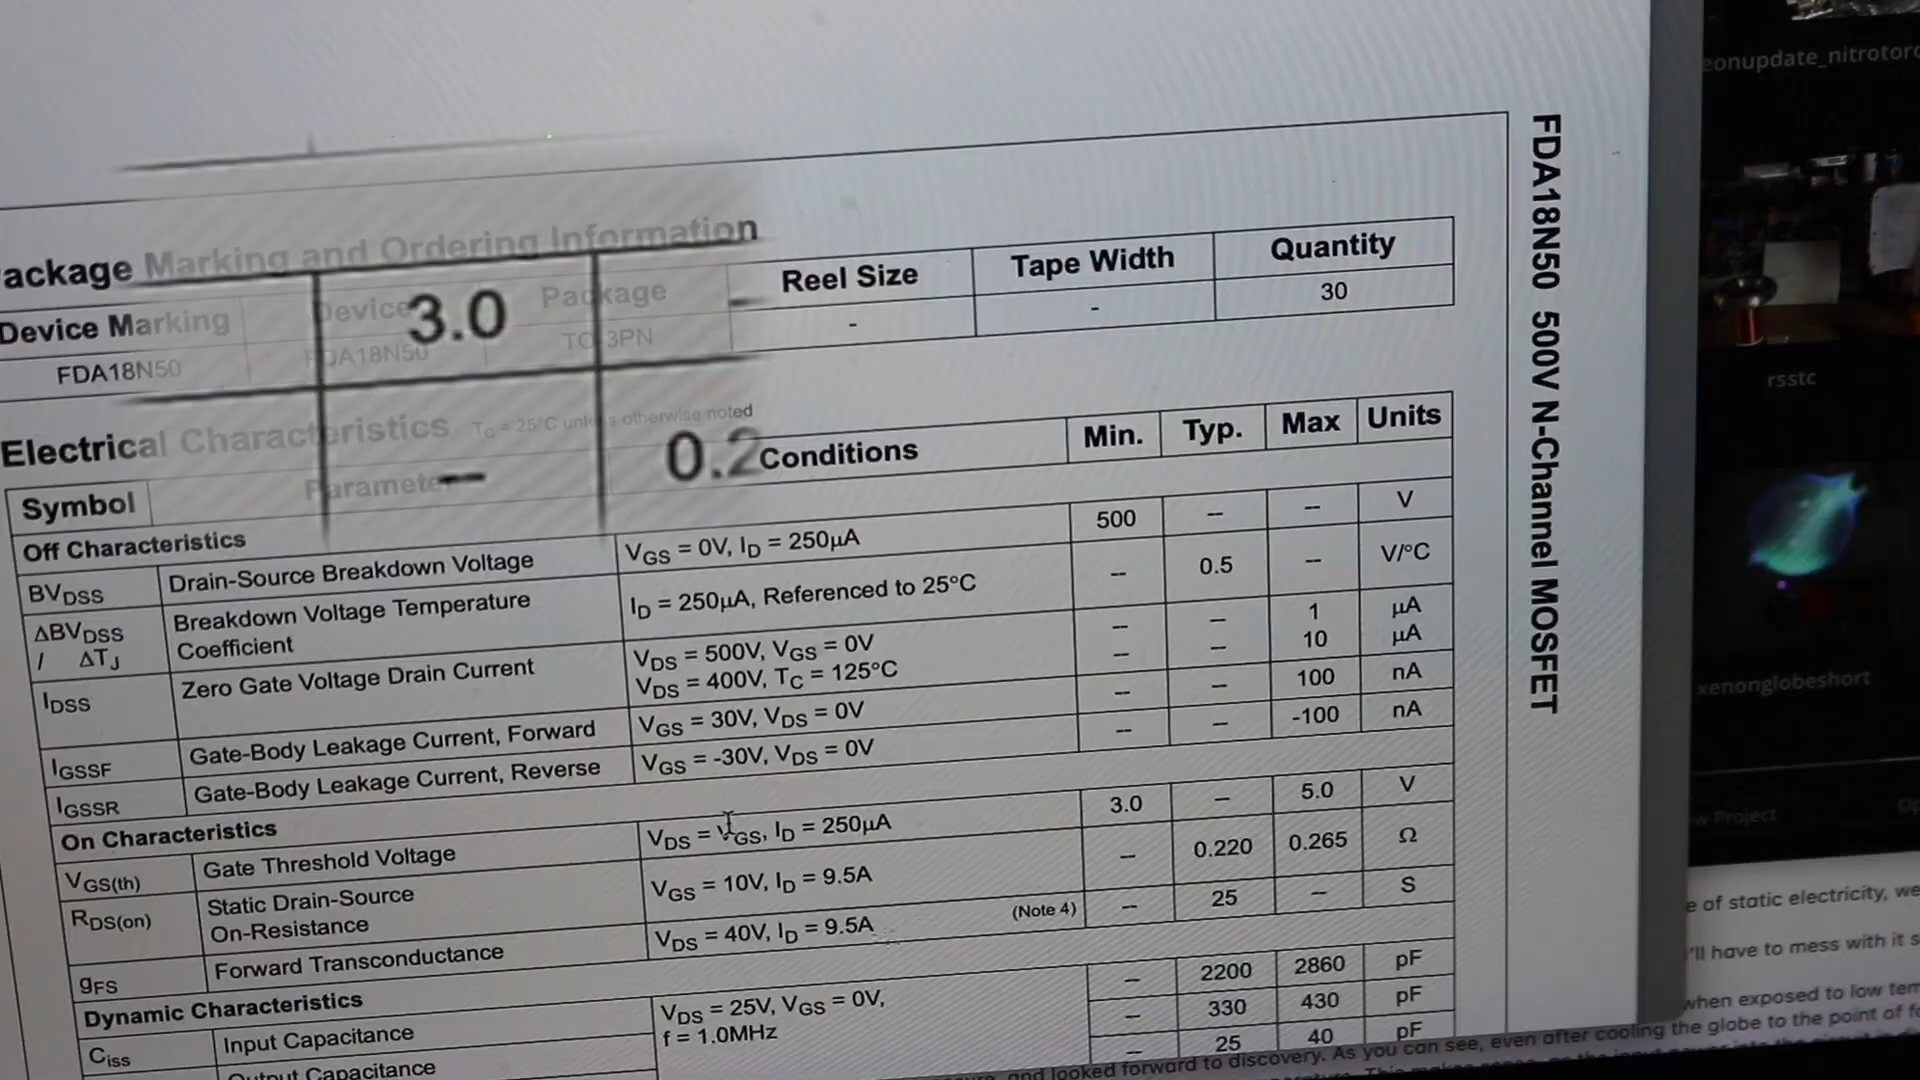 eonupdate_nitrotorc
FDA18N50 500V N-Channel MOSFET
ackage Marking and Ordering Information
Device Marking Device Package Reel Size Tape Width Quantity
FDA18N50 FDA18N50 TO-3PN - - 30
3.0
0.2
Electrical Characteristics TC = 25°C unless otherwise noted
Symbol Parameter Conditions Min. Typ. Max Units
Off Characteristics
BVDSS Drain-Source Breakdown Voltage VGS = 0V, ID = 250μA 500 -- -- V
ΔBVDSS Breakdown Voltage Temperature ID = 250μA, Referenced to 25°C -- 0.5 -- V/°C
/ ΔTJ Coefficient
IDSS Zero Gate Voltage Drain Current VDS = 500V, VGS = 0V -- -- 1 μA
VDS = 400V, TC = 125°C -- -- 10 μA
IGSSF Gate-Body Leakage Current, Forward VGS = 30V, VDS = 0V -- -- 100 nA
IGSSR Gate-Body Leakage Current, Reverse VGS = -30V, VDS = 0V -- -- -100 nA
On Characteristics
VGS(th) Gate Threshold Voltage VDS = VGS, ID = 250μA 3.0 -- 5.0 V
RDS(on) Static Drain-Source VGS = 10V, ID = 9.5A -- 0.220 0.265 Ω
On-Resistance
gFS Forward Transconductance VDS = 40V, ID = 9.5A (Note 4) -- 25 -- S
Dynamic Characteristics
Ciss Input Capacitance VDS = 25V, VGS = 0V, -- 2200 2860 pF
Output Capacitance f = 1.0MHz -- 330 430 pF
-- 25 40 pF
rsstc
xenonglobeshort
w Project Op
e of static electricity, we
'll have to mess with it s
when exposed to low tem
and looked forward to discovery. As you can see, even after cooling the globe to the point of fo